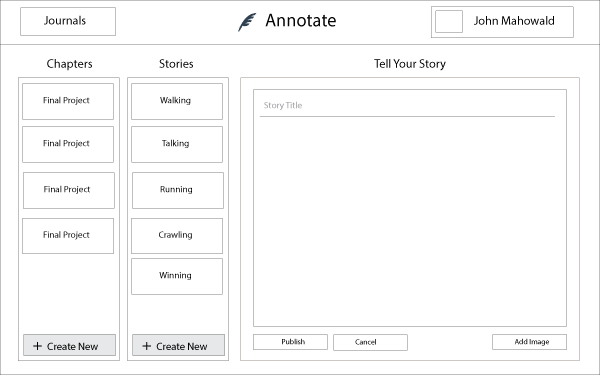 Journals
Annotate
John Mahowald
Chapters
Stories
Tell Your Story
Final Project
Final Project
Final Project
Final Project
+ Create New
Walking
Talking
Running
Crawling
Winning
+ Create New
Story Title
Publish
Cancel
Add Image